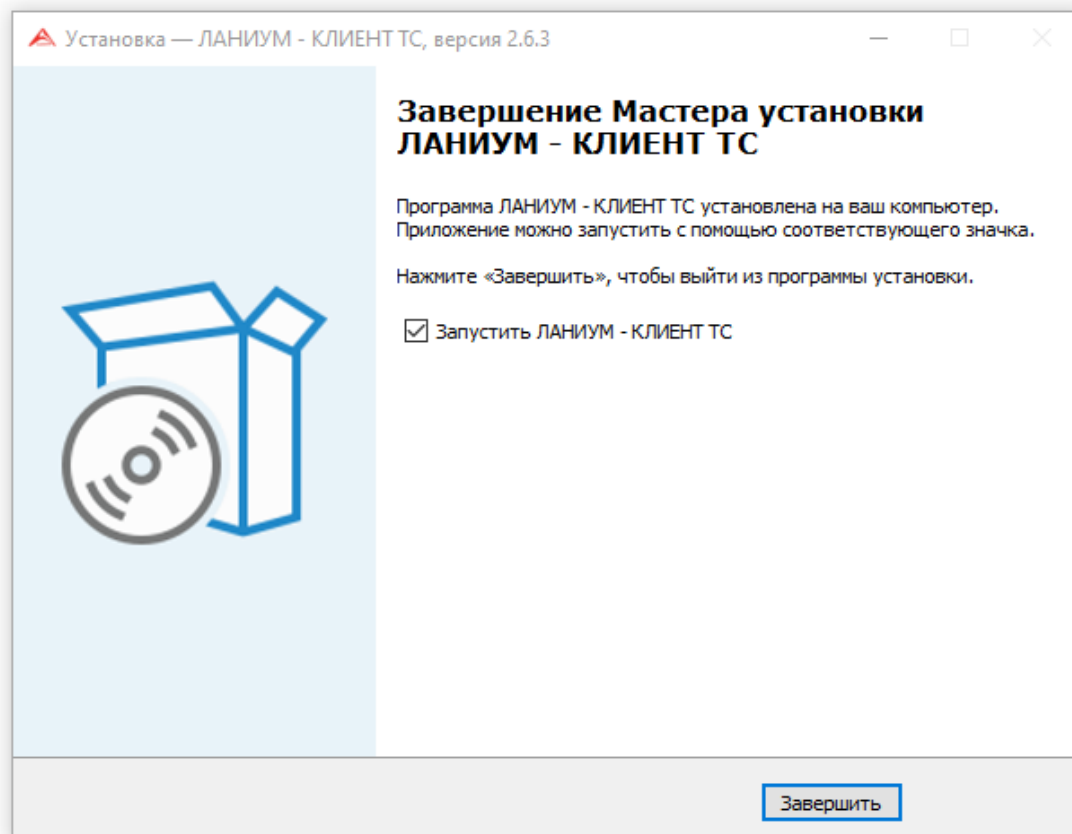 Установка — ЛАНИУМ - КЛИЕНТ ТС, версия 2.6.3
Завершение Мастера установки
ЛАНИУМ - КЛИЕНТ ТС
Программа ЛАНИУМ - КЛИЕНТ ТС установлена на ваш компьютер.
Приложение можно запустить с помощью соответствующего значка.
Нажмите «Завершить», чтобы выйти из программы установки.
Запустить ЛАНИУМ - КЛИЕНТ ТС
Завершить